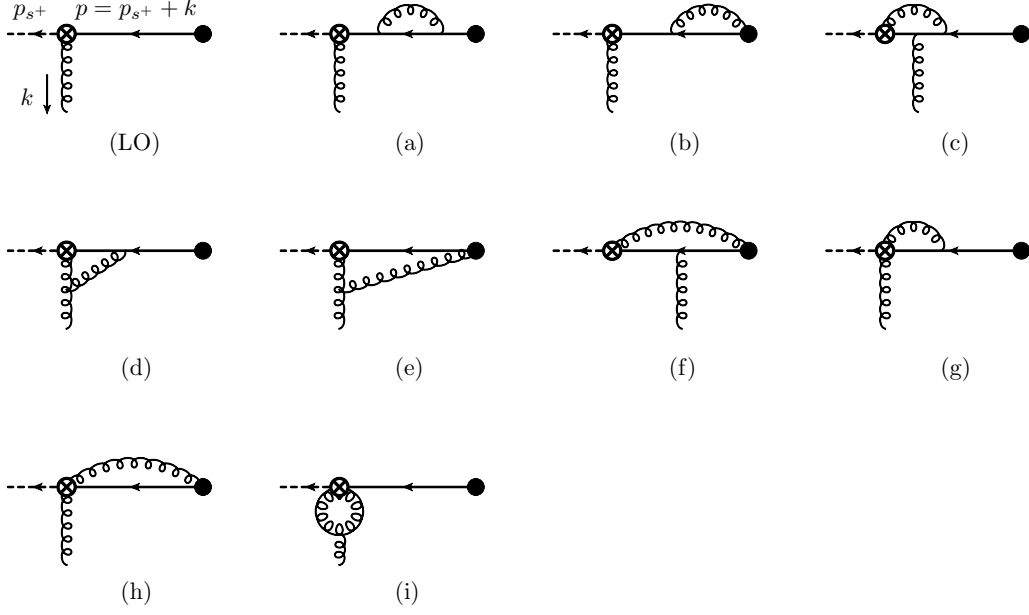 p_{s^+} p = p_{s^+} + k
k
(LO) (a) (b) (c)
(d) (e) (f) (g)
(h) (i)